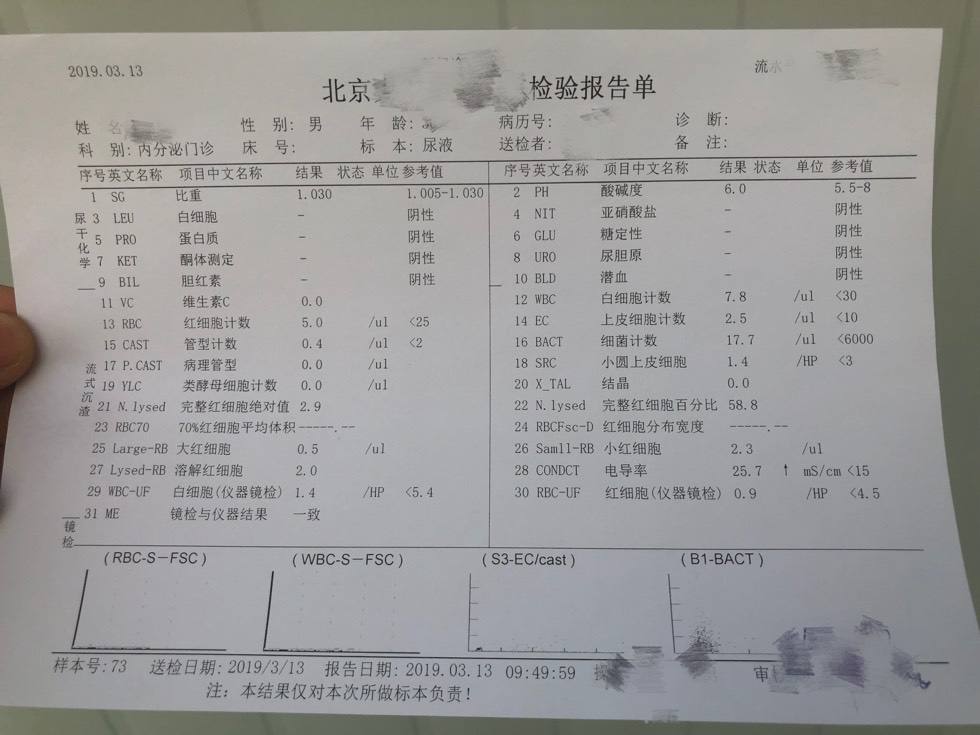 2019.03.13
流水
北京 检验报告单
姓 名 性 别: 男 年 龄: 病历号: 诊 断:
科 别: 内分泌门诊 床 号: 标 本: 尿液 送检者: 备 注:
序号 英文名称 项目中文名称 结果 状态 单位 参考值 序号 英文名称 项目中文名称 结果 状态 单位 参考值
1 SG 比重 1.030 1.005-1.030 2 PH 酸碱度 6.0 5.5-8
尿干化学
3 LEU 白细胞 - 阴性 4 NIT 亚硝酸盐 - 阴性
5 PRO 蛋白质 - 阴性 6 GLU 糖定性 - 阴性
7 KET 酮体测定 - 阴性 8 URO 尿胆原 - 阴性
9 BIL 胆红素 - 阴性 10 BLD 潜血 - 阴性
11 VC 维生素C 0.0 12 WBC 白细胞计数 7.8 /ul <30
13 RBC 红细胞计数 5.0 /ul <25 14 EC 上皮细胞计数 2.5 /ul <10
15 CAST 管型计数 0.4 /ul <2 16 BACT 细菌计数 17.7 /ul <6000
流式沉渣
17 P.CAST 病理管型 0.0 /ul 18 SRC 小圆上皮细胞 1.4 /HP <3
19 YLC 类酵母细胞计数 0.0 /ul 20 X_TAL 结晶 0.0
21 N.lysed 完整红细胞绝对值 2.9 22 N.lysed 完整红细胞百分比 58.8
23 RBC70 70%红细胞平均体积 -----.-- 24 RBCFsc-D 红细胞分布宽度 -----.--
25 Large-RB 大红细胞 0.5 /ul 26 Samll-RB 小红细胞 2.3 /ul
27 Lysed-RB 溶解红细胞 2.0 28 CONDCT 电导率 25.7 ↑ mS/cm <15
29 WBC-UF 白细胞(仪器镜检) 1.4 /HP <5.4 30 RBC-UF 红细胞(仪器镜检) 0.9 /HP <4.5
31 ME 镜检与仪器结果 一致
镜检
(RBC-S-FSC) (WBC-S-FSC) (S3-EC/cast) (B1-BACT)
样本号: 73 送检日期: 2019/3/13 报告日期: 2019.03.13 09:49:59 审
注: 本结果仅对本次所做标本负责!